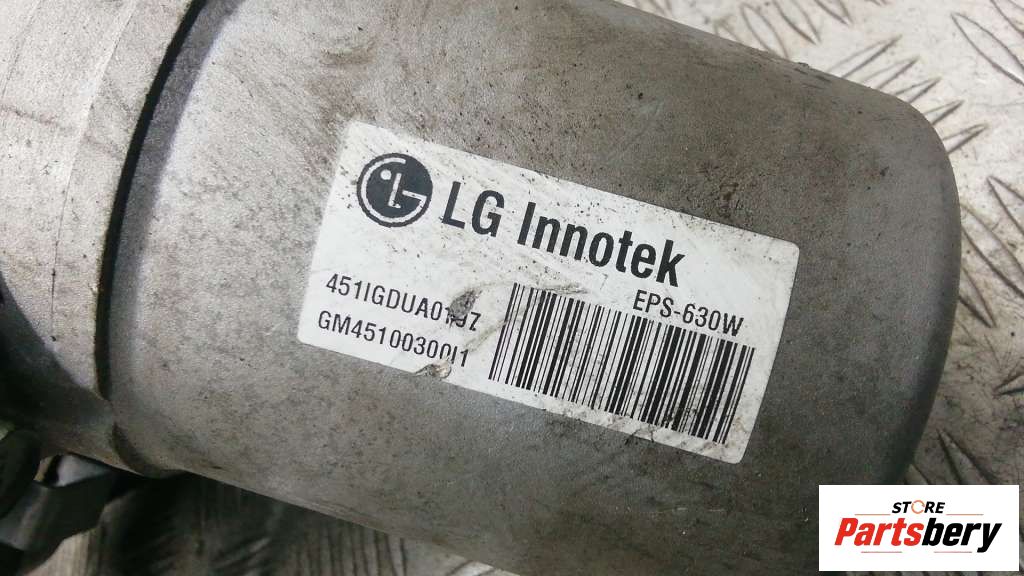 LG Innotek
EPS-630W
GM45100300I1
STORE
Partsbery